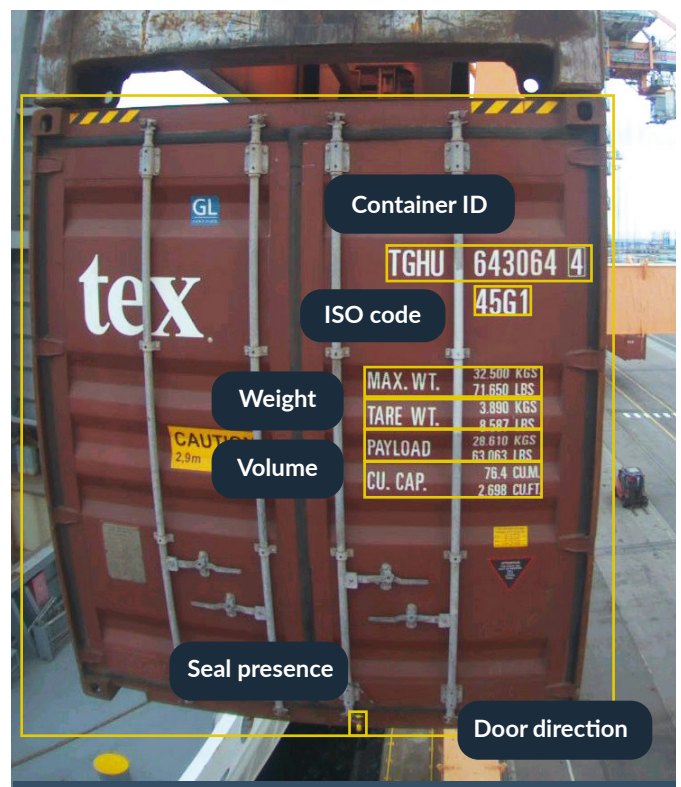 GL
Container ID
TGHU 643064 4
45G1
ISO code
tex
MAX. WT. 32.500 KGS
71.650 LBS
Weight
TARE WT. 3.890 KGS
8.587 LBS
PAYLOAD 28.610 KGS
63.063 LBS
CAUTION
2,9m
Volume
CU. CAP. 76.4 CU.M.
2.698 CU.FT.
Seal presence
Door direction